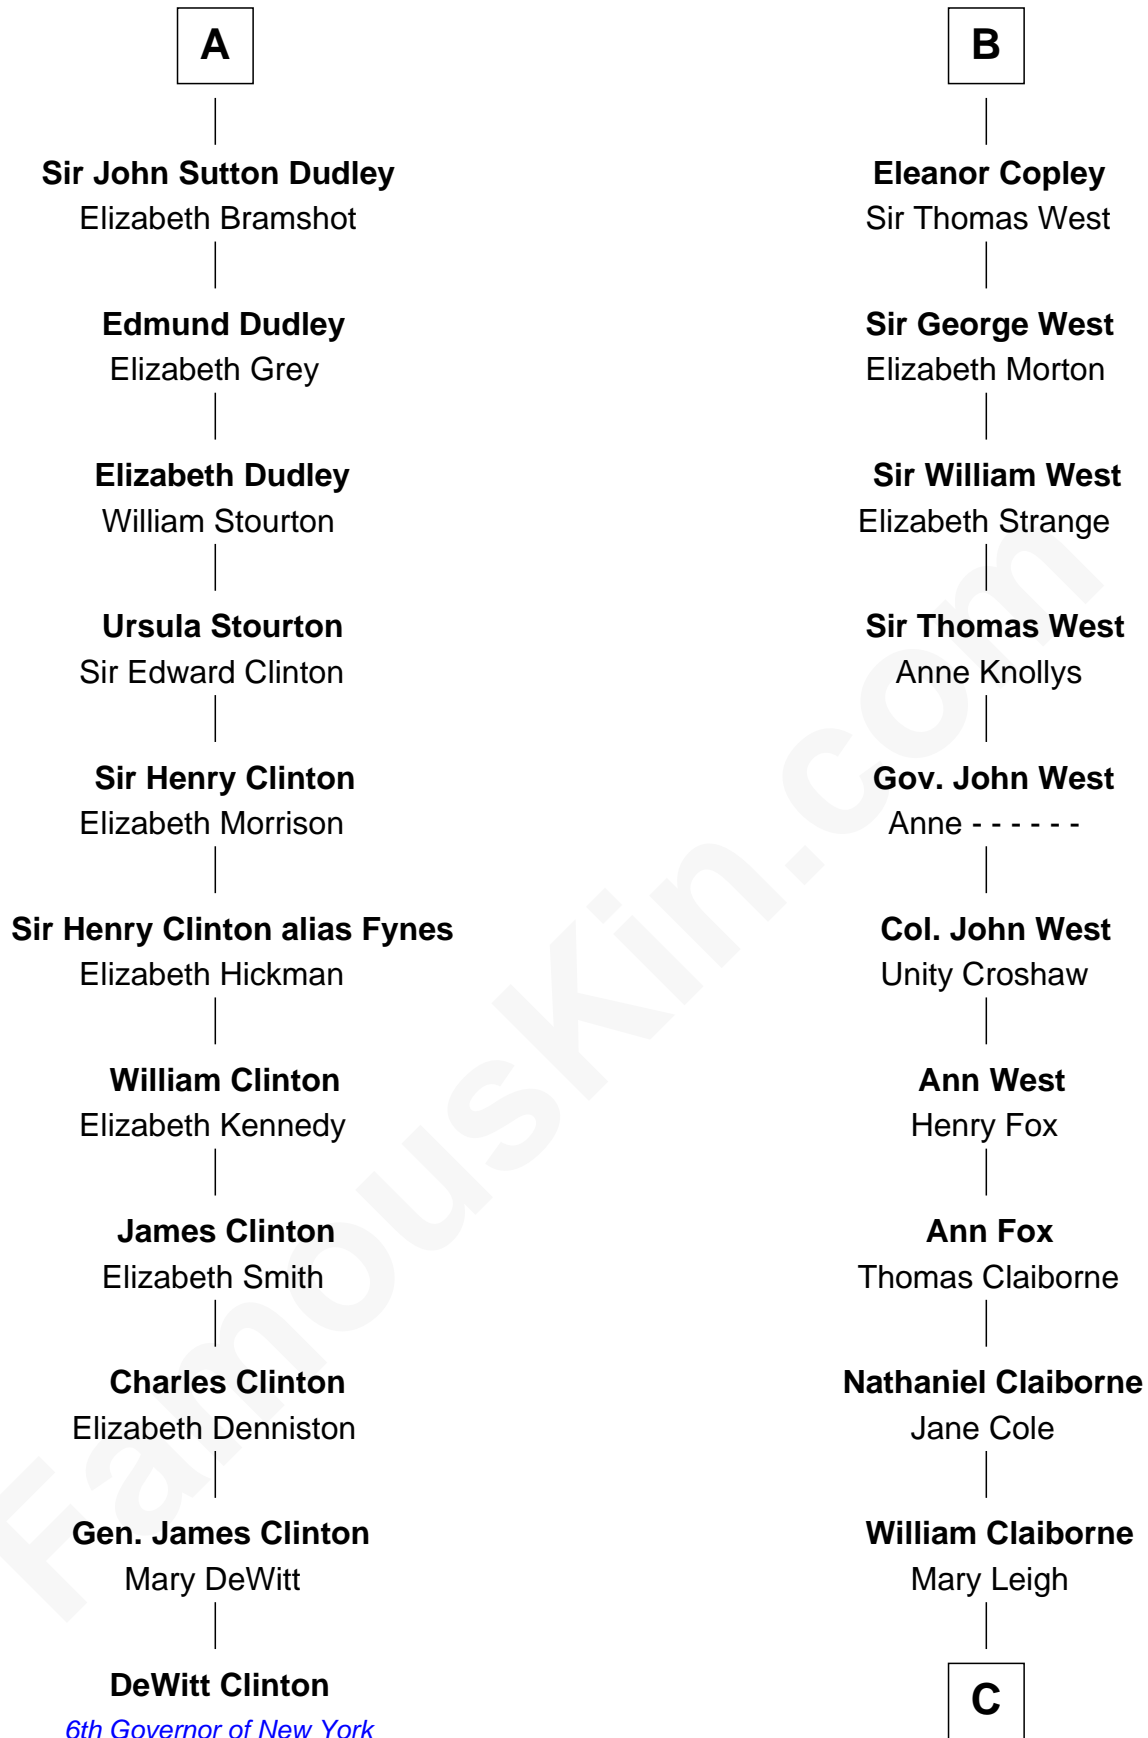 A
Sir John Sutton Dudley
Elizabeth Bramshot
Edmund Dudley
Elizabeth Grey
Elizabeth Dudley
William Stourton
Ursula Stourton
Sir Edward Clinton
Sir Henry Clinton
Elizabeth Morrison
Sir Henry Clinton alias Fynes
Elizabeth Hickman
William Clinton
Elizabeth Kennedy
James Clinton
Elizabeth Smith
Charles Clinton
Elizabeth Denniston
Gen. James Clinton
Mary DeWitt
DeWitt Clinton
6th Governor of New York
B
Eleanor Copley
Sir Thomas West
Sir George West
Elizabeth Morton
Sir William West
Elizabeth Strange
Sir Thomas West
Anne Knollys
Gov. John West
Anne - - - - - -
Col. John West
Unity Croshaw
Ann West
Henry Fox
Ann Fox
Thomas Claiborne
Nathaniel Claiborne
Jane Cole
William Claiborne
Mary Leigh
C
FamousKin.com